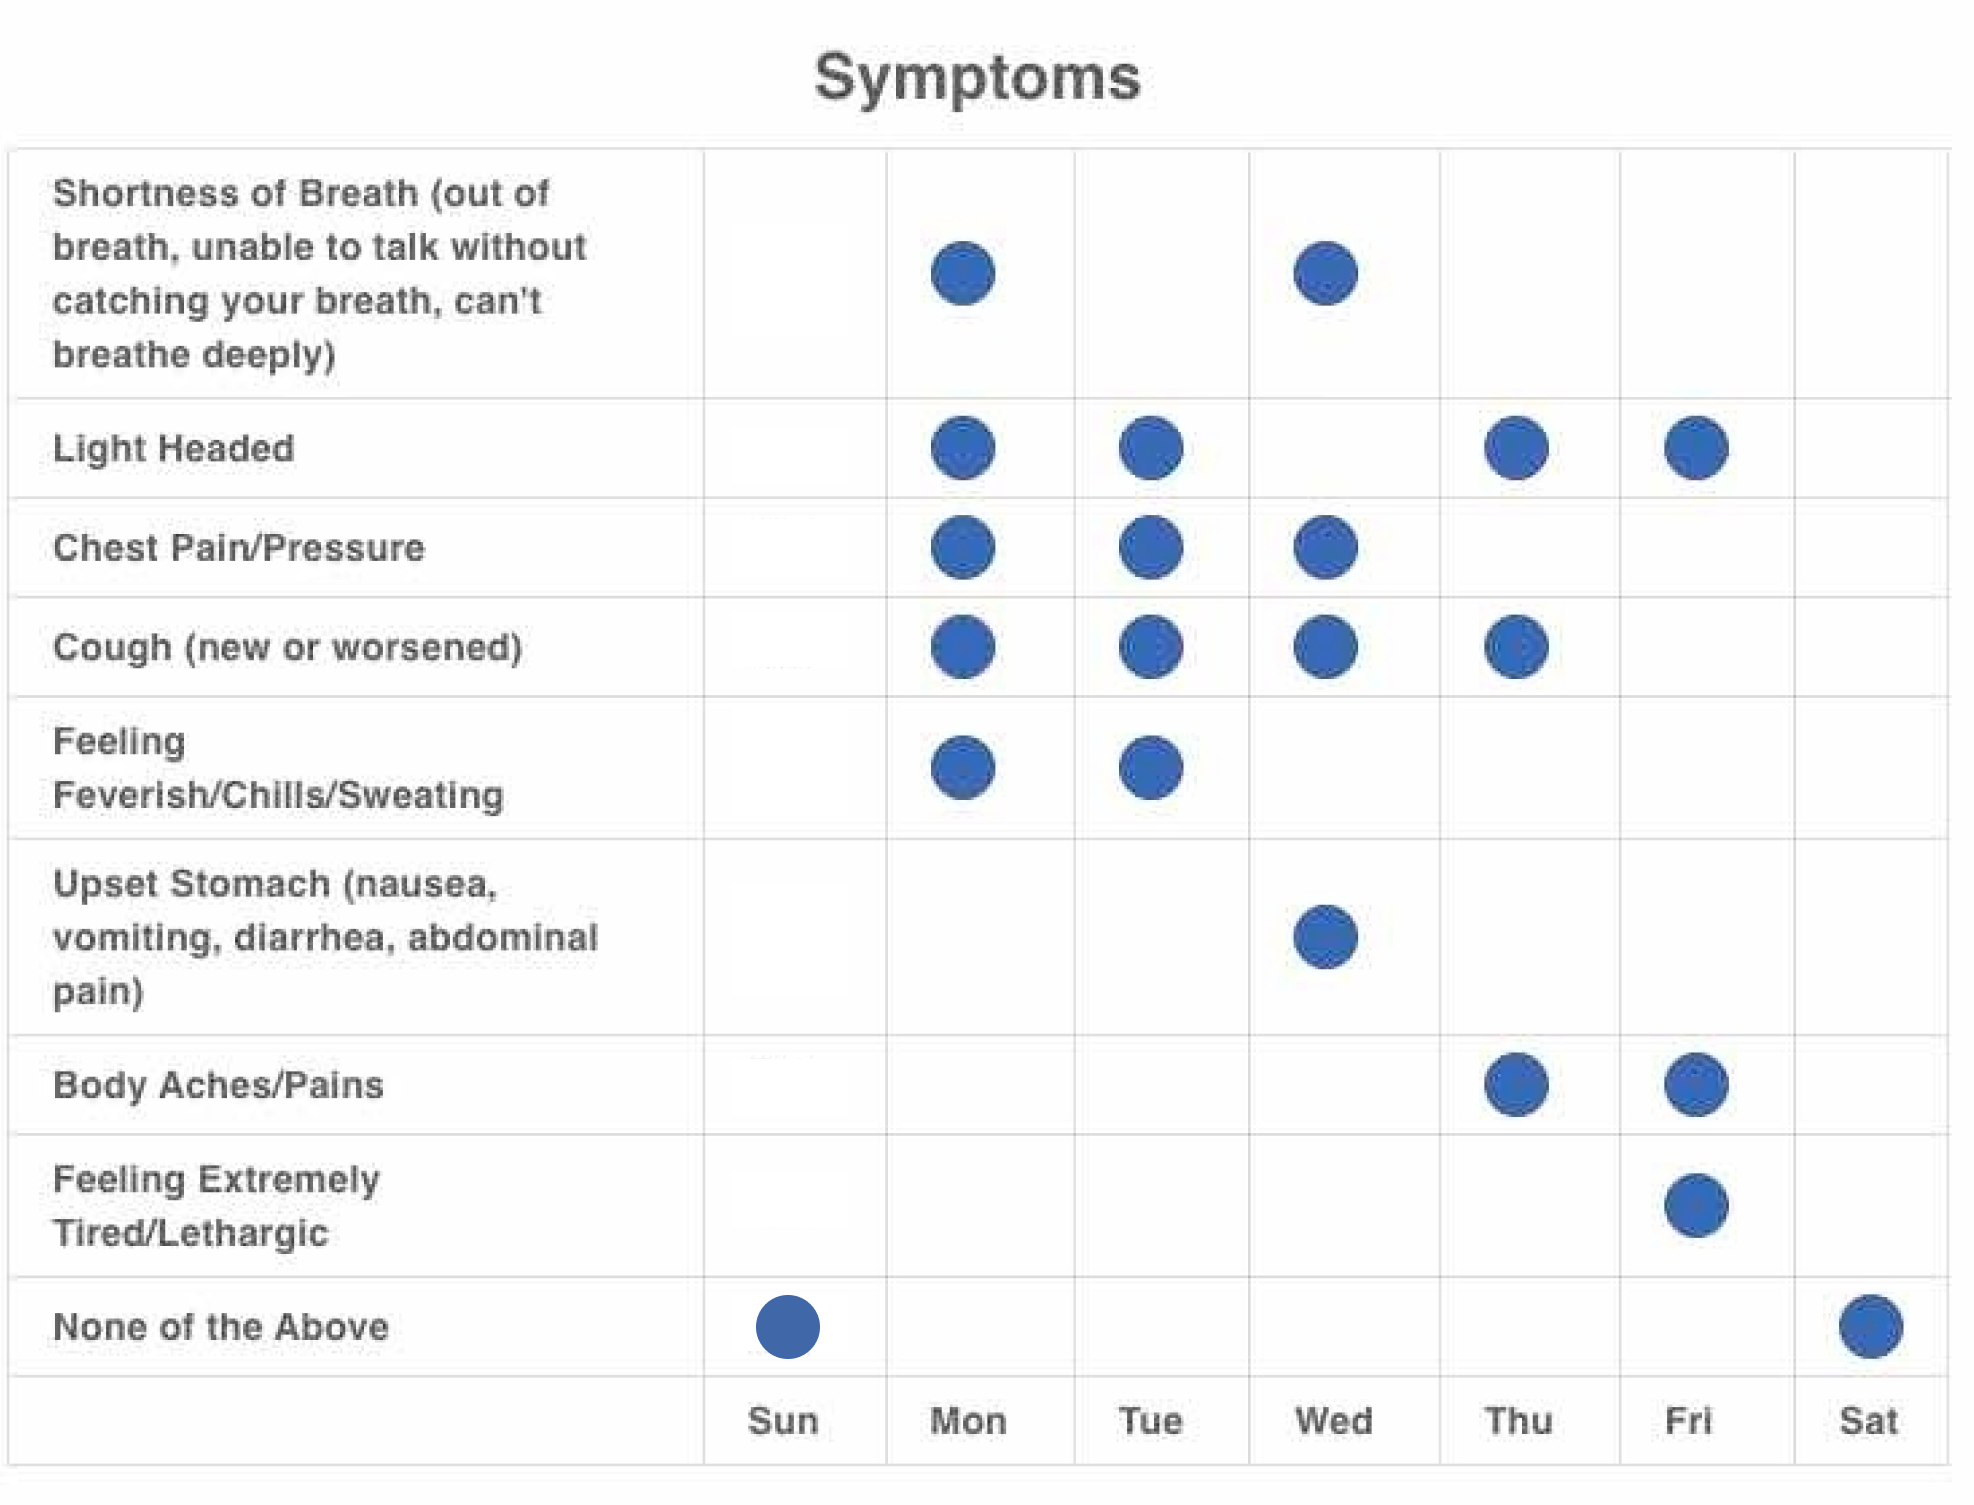 Symptoms
Shortness of Breath (out of
breath, unable to talk without
catching your breath, can't
breathe deeply)
Light Headed
Chest Pain/Pressure
Cough (new or worsened)
Feeling
Feverish/Chills/Sweating
Upset Stomach (nausea,
vomiting, diarrhea, abdominal
pain)
Body Aches/Pains
Feeling Extremely
Tired/Lethargic
None of the Above
Sun Mon Tue Wed Thu Fri Sat